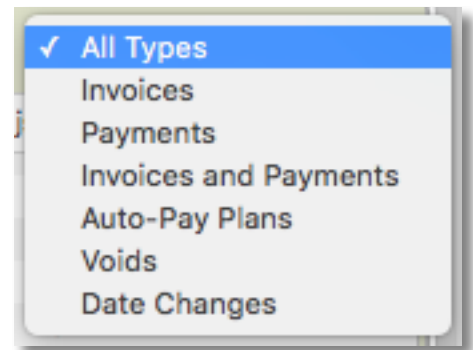 ✓ All Types
Invoices
Payments
Invoices and Payments
Auto-Pay Plans
Voids
Date Changes